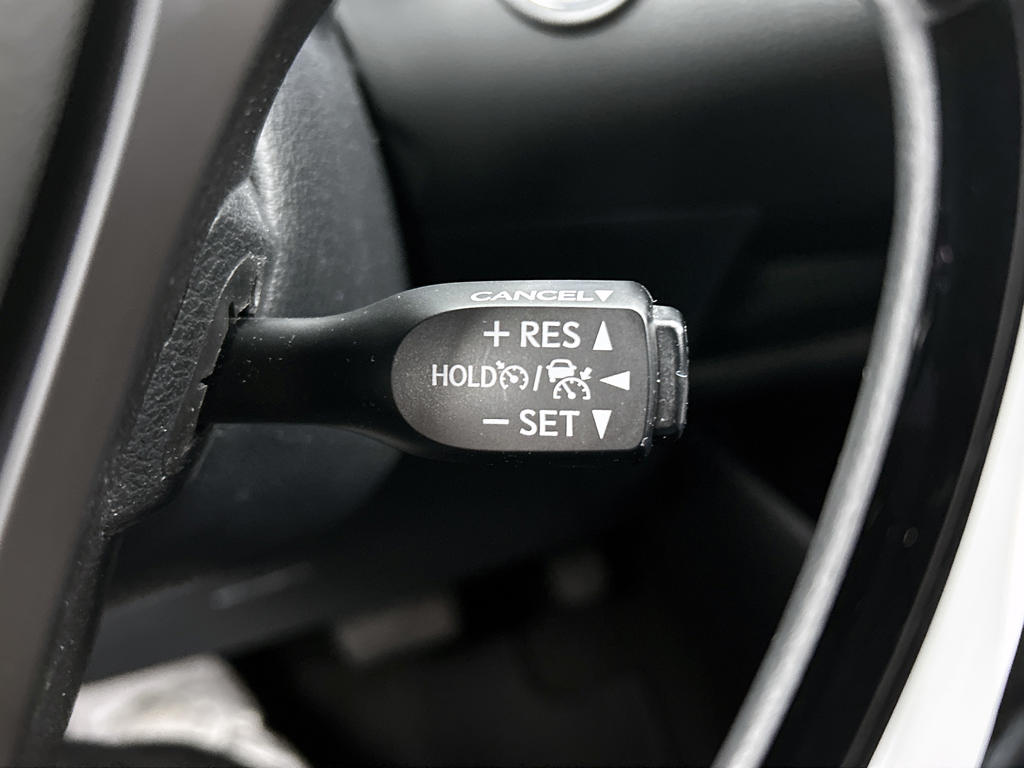 CANCEL▼
+ RES ▲
HOLD / ◀
− SET ▼